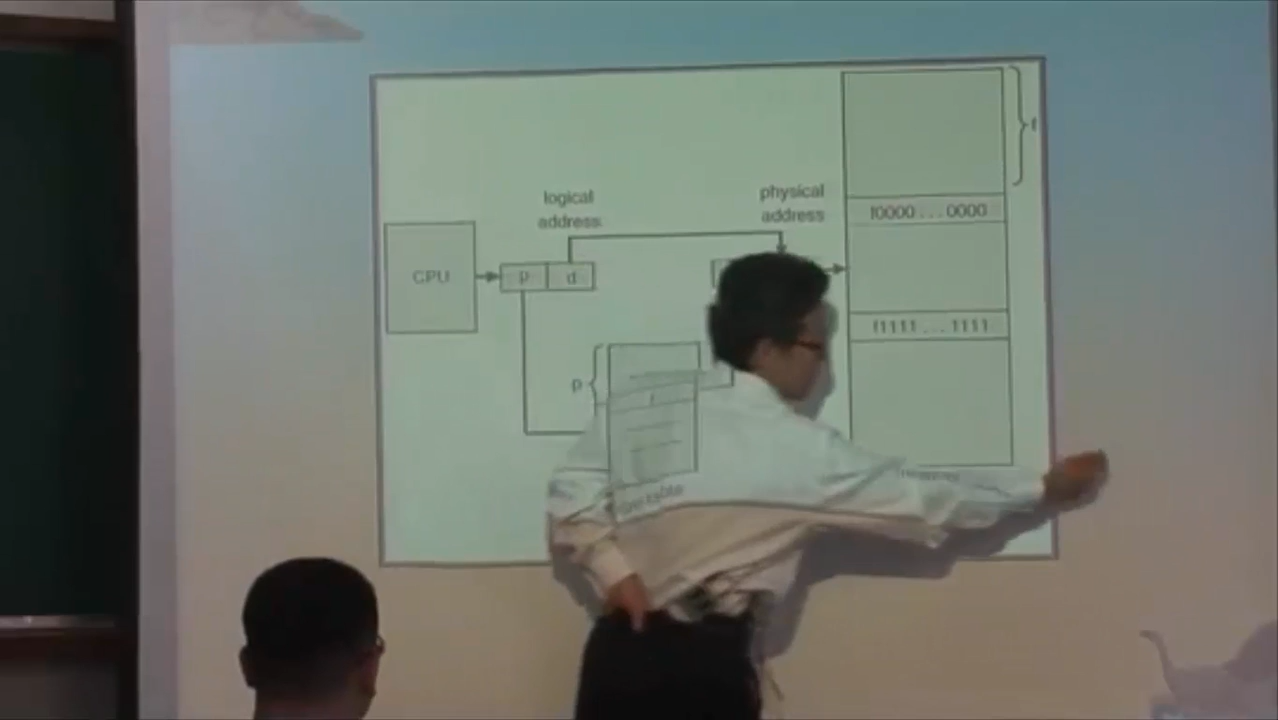 logical
address
physical
address
f
f0000 ... 0000
CPU
p
d
f1111 ... 1111
p
f